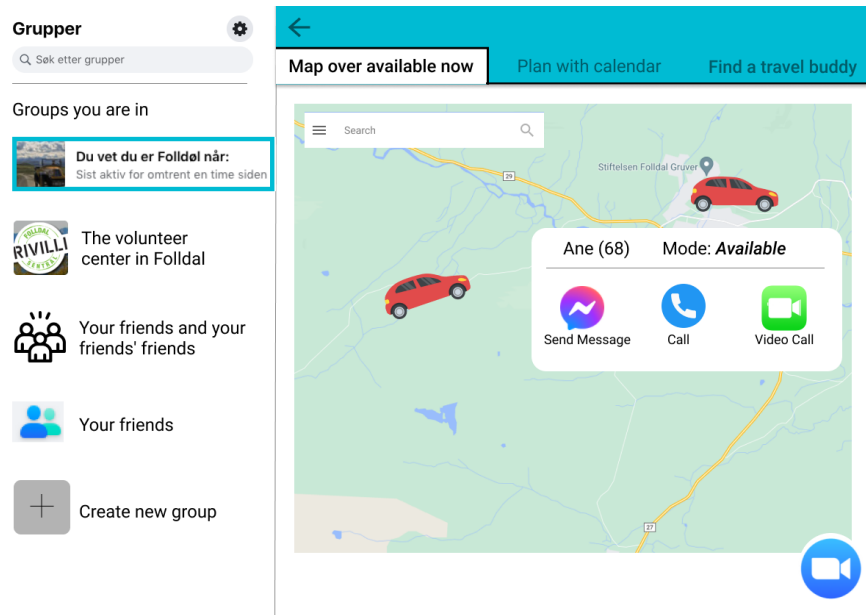 Grupper
Søk etter grupper
Groups you are in
Du vet du er Folldøl når:
Sist aktiv for omtrent en time siden
FOLLDAL
RIVILLI
SENTRAL
The volunteer
center in Folldal
Your friends and your
friends' friends
Your friends
Create new group
Map over available now
Plan with calendar
Find a travel buddy
Search
29
Stiftelsen Folldal Gruver
Ane (68)
Mode: Available
Send Message
Call
Video Call
27